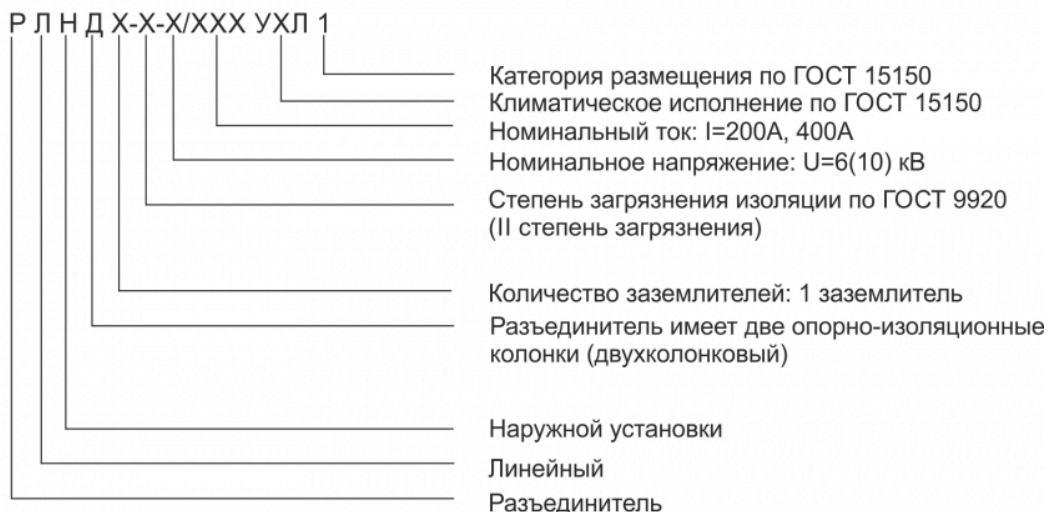 Р Л Н Д Х-Х-Х/ХХХ УХЛ 1
Категория размещения по ГОСТ 15150
Климатическое исполнение по ГОСТ 15150
Номинальный ток: I=200А, 400А
Номинальное напряжение: U=6(10) кВ
Степень загрязнения изоляции по ГОСТ 9920
(II степень загрязнения)
Количество заземлителей: 1 заземлитель
Разъединитель имеет две опорно-изоляционные
колонки (двухколонковый)
Наружной установки
Линейный
Разъединитель